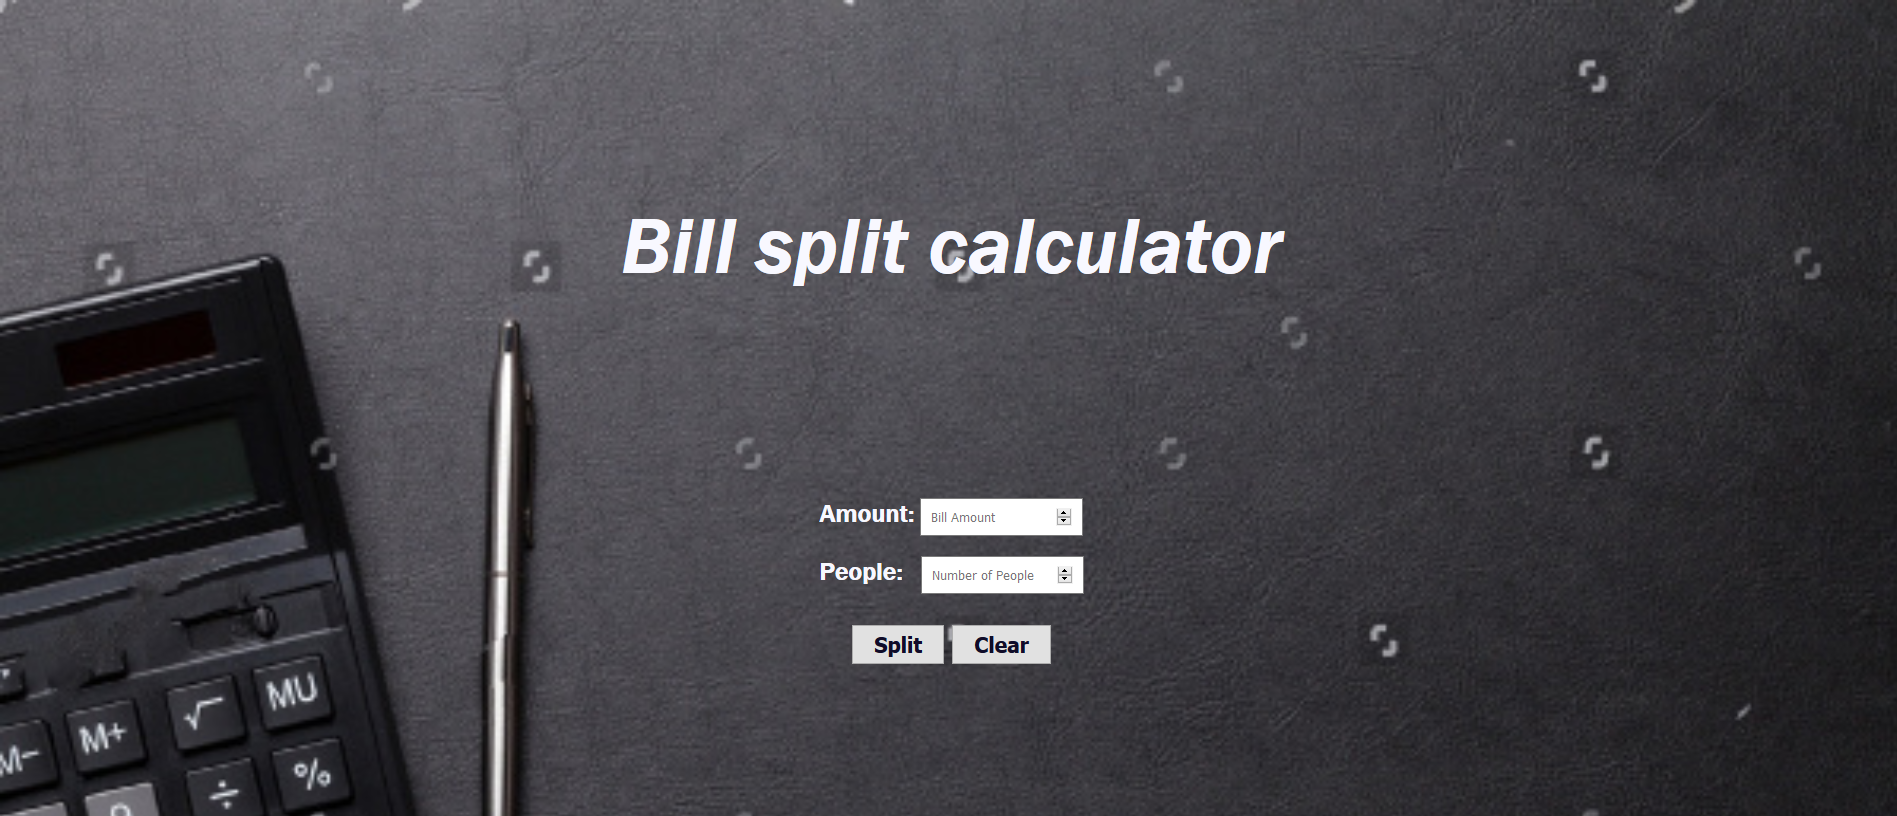 Bill split calculator
Amount: Bill Amount
People: Number of People
Split Clear
MU
√
M+
M−
%
÷